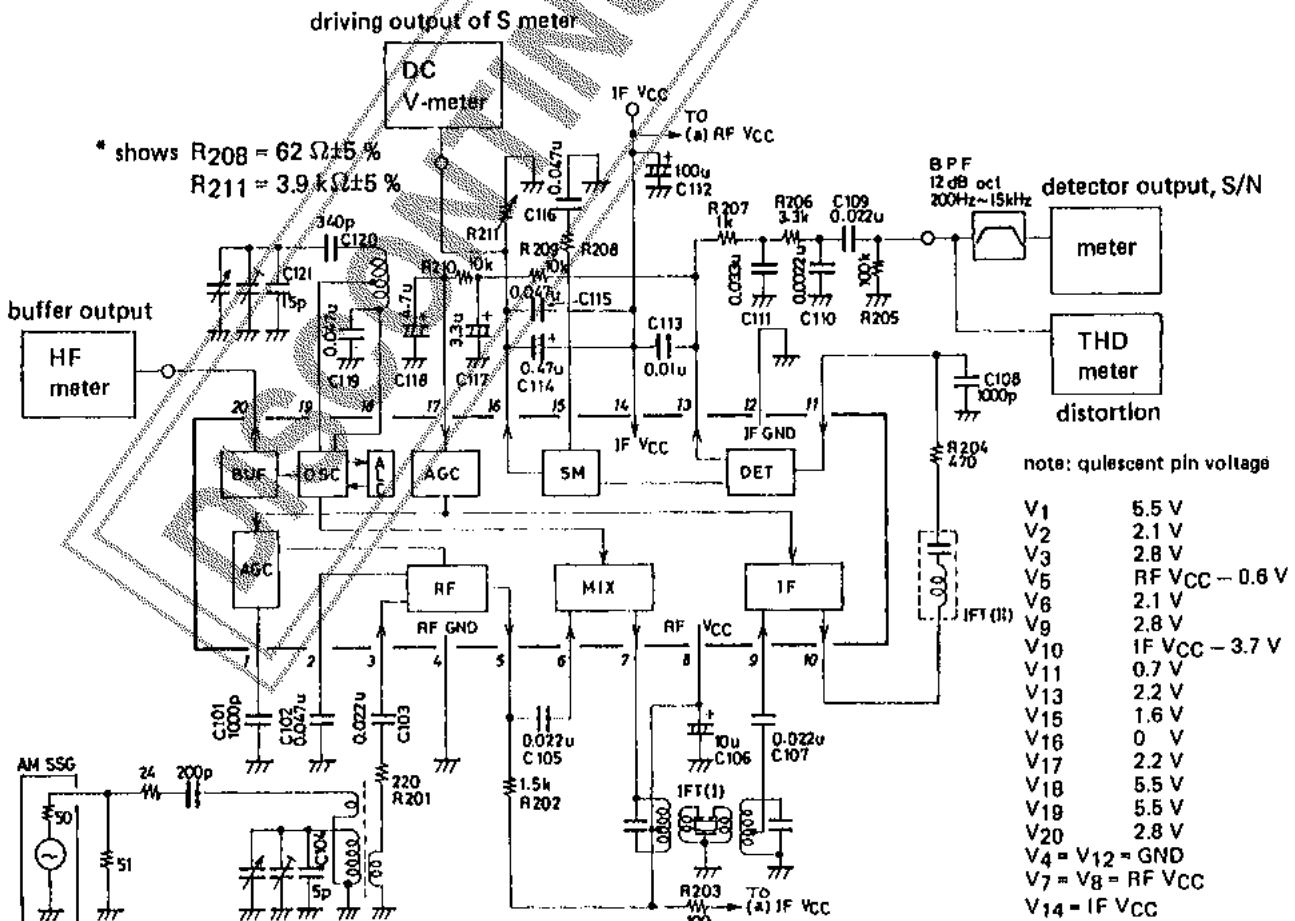 driving output of S meter
DC
V-meter
IF VCC
TO
(a) RF VCC
* shows R208 = 62 Ω±5 %
R211 = 3.9 kΩ±5 %
0.047u
C116
100u
C112
BPF
12 dB oct
200Hz~15kHz
detector output, S/N
meter
R207
1k
R206
3.3k
C109
0.022u
340p
C120
R211
R209
R208
C121
5p
R210
10k
10k
0.047u
C115
0.033u
C111
0.0022u
C110
100k
R205
buffer output
HF
meter
THD
meter
distortion
0.047u
C119
4.7u
C118
3.3u
C117
0.47u
C114
C113
0.01u
C108
1000p
20
19
18
17
16
15
14
13
12
11
IF VCC
IF GND
R204
470
BUF
OSC
ALC
AGC
SM
DET
AGC
RF
MIX
IF
IFT(II)
RF GND
RF
VCC
1
2
3
4
5
6
7
8
9
10
C101
1000p
C102
0.047u
0.022u
C103
0.022u
C105
10u
C106
0.022u
C107
AM SSG
50
51
24
200p
220
R201
1.5k
R202
IFT(I)
C104
5p
R203
100
TO
(a) IF VCC
note: quiescent pin voltage
V1 5.5 V
V2 2.1 V
V3 2.8 V
V5 RF VCC − 0.6 V
V6 2.1 V
V9 2.8 V
V10 IF VCC − 3.7 V
V11 0.7 V
V13 2.2 V
V15 1.6 V
V16 0 V
V17 2.2 V
V18 5.5 V
V19 5.5 V
V20 2.8 V
V4 = V12 = GND
V7 = V8 = RF VCC
V14 = IF VCC